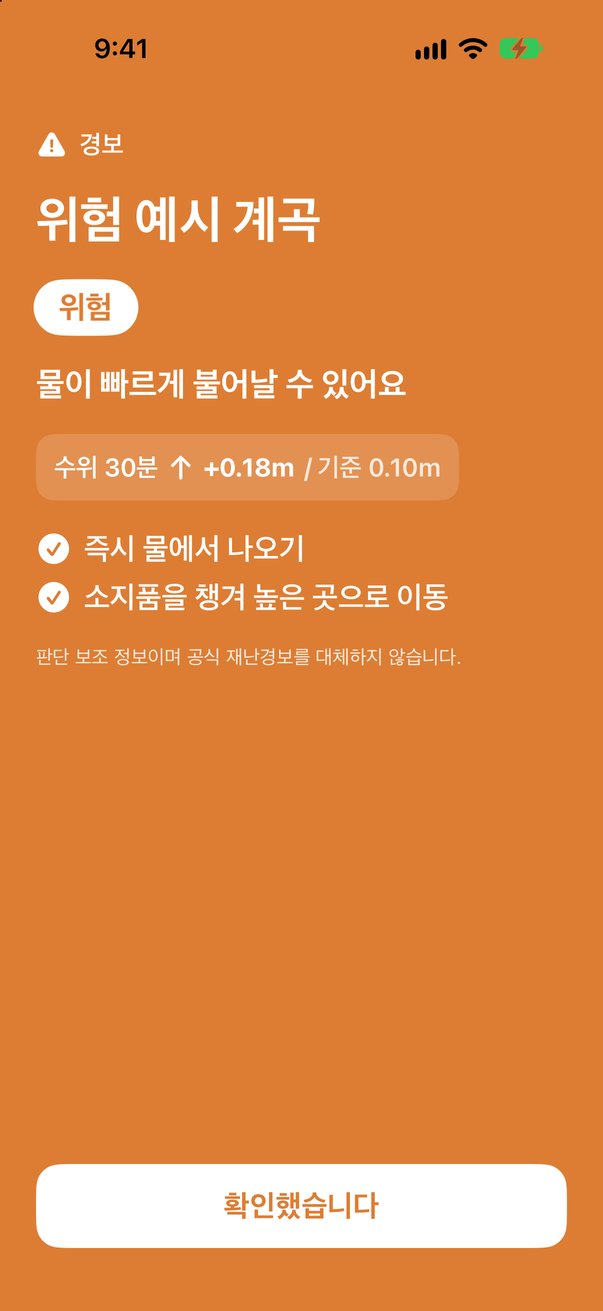 9:41
경보
위험 예시 계곡
위험
물이 빠르게 불어날 수 있어요
수위 30분 ↑ +0.18m / 기준 0.10m
즉시 물에서 나오기
소지품을 챙겨 높은 곳으로 이동
판단 보조 정보이며 공식 재난경보를 대체하지 않습니다.
확인했습니다